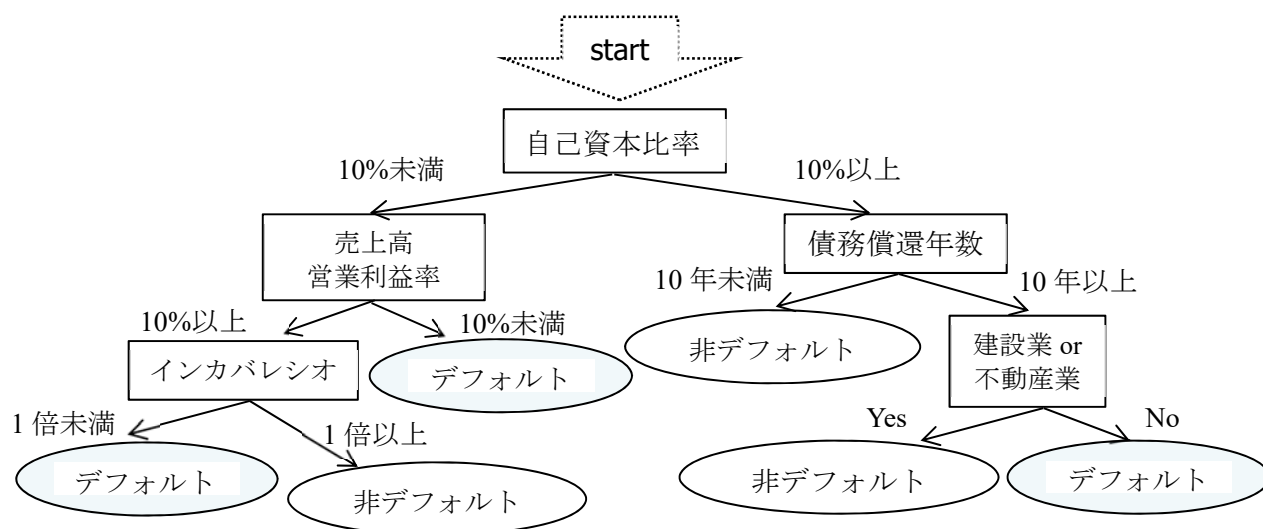 start
自己資本比率
10%未満
10%以上
売上高
営業利益率
債務償還年数
10%以上
10%未満
10 年未満
10 年以上
インカバレシオ
デフォルト
非デフォルト
建設業 or
不動産業
1 倍未満
1 倍以上
Yes
No
デフォルト
非デフォルト
非デフォルト
デフォルト